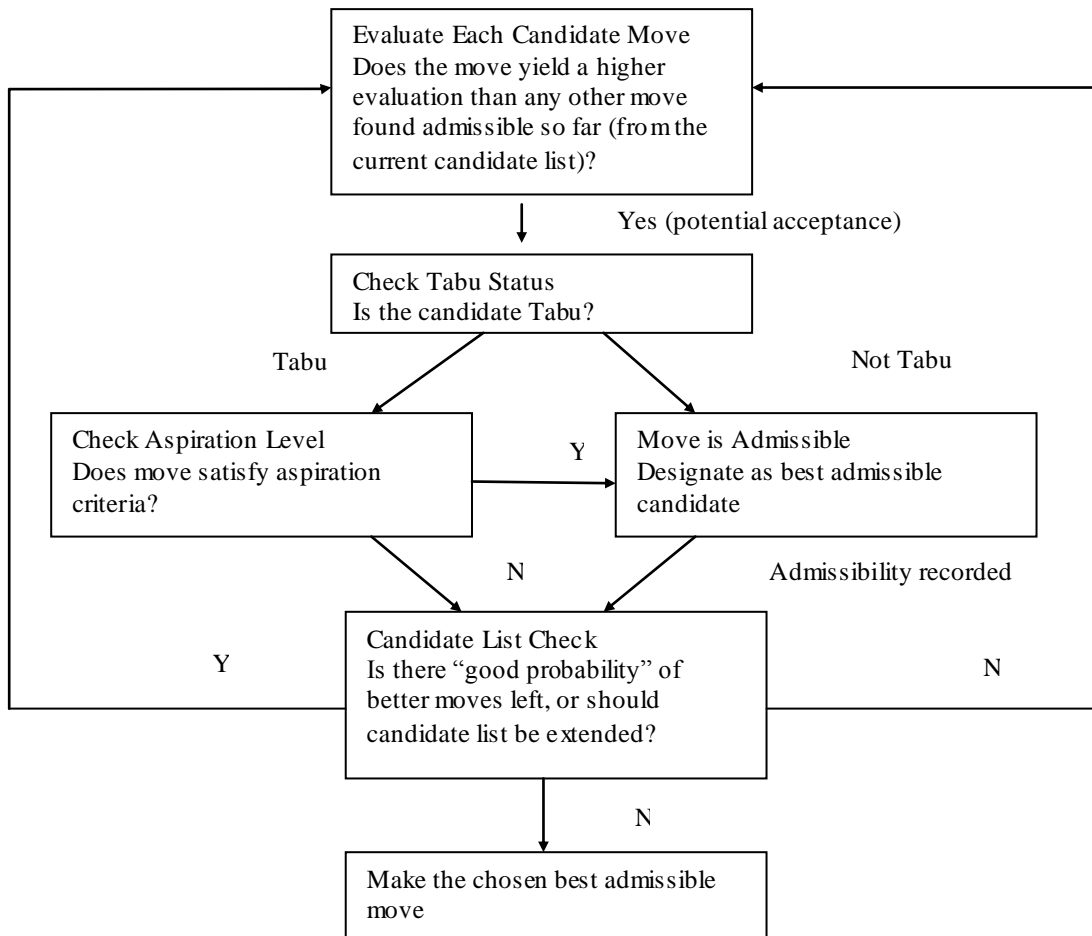 Evaluate Each Candidate Move
Does the move yield a higher
evaluation than any other move
found admissible so far (from the
current candidate list)?
Yes (potential acceptance)
Check Tabu Status
Is the candidate Tabu?
Tabu
Not Tabu
Check Aspiration Level
Does move satisfy aspiration
criteria?
Y
Move is Admissible
Designate as best admissible
candidate
N
Admissibility recorded
Candidate List Check
Is there “good probability” of
better moves left, or should
candidate list be extended?
Y
N
N
Make the chosen best admissible
move